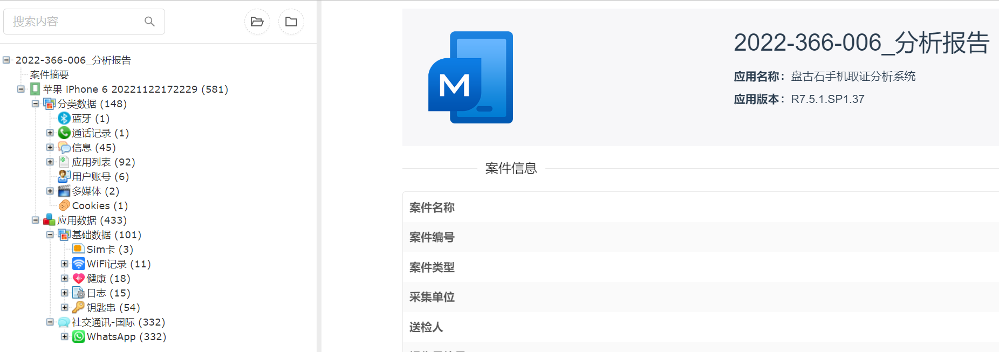 搜索内容
2022-366-006_分析报告
案件摘要
苹果 iPhone 6 20221122172229 (581)
分类数据 (148)
蓝牙 (1)
通话记录 (1)
信息 (45)
应用列表 (92)
用户账号 (6)
多媒体 (2)
Cookies (1)
应用数据 (433)
基础数据 (101)
Sim卡 (3)
WiFi记录 (11)
健康 (18)
日志 (15)
钥匙串 (54)
社交通讯-国际 (332)
WhatsApp (332)
M
2022-366-006_分析报告
应用名称：盘古石手机取证分析系统
应用版本：R7.5.1.SP1.37
案件信息
案件名称
案件编号
案件类型
采集单位
送检人